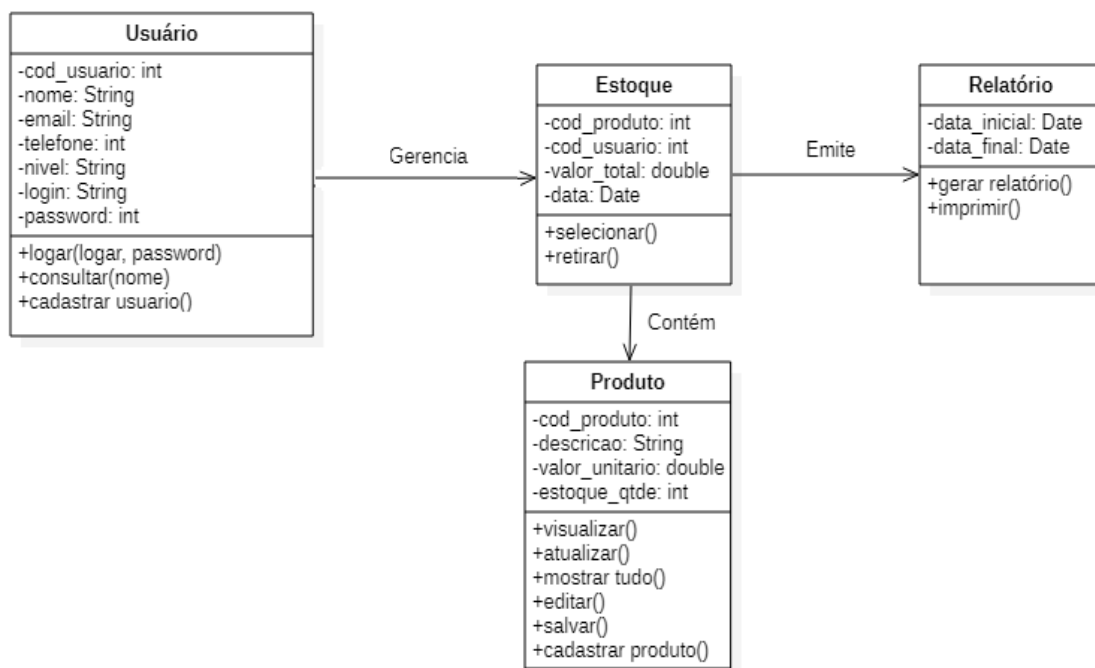 Usuário
-cod_usuario: int
-nome: String
-email: String
-telefone: int
-nivel: String
-login: String
-password: int
+logar(logar, password)
+consultar(nome)
+cadastrar usuario()
Gerencia
Estoque
-cod_produto: int
-cod_usuario: int
-valor_total: double
-data: Date
+selecionar()
+retirar()
Emite
Relatório
-data_inicial: Date
-data_final: Date
+gerar relatório()
+imprimir()
Contém
Produto
-cod_produto: int
-descricao: String
-valor_unitario: double
-estoque_qtde: int
+visualizar()
+atualizar()
+mostrar tudo()
+editar()
+salvar()
+cadastrar produto()